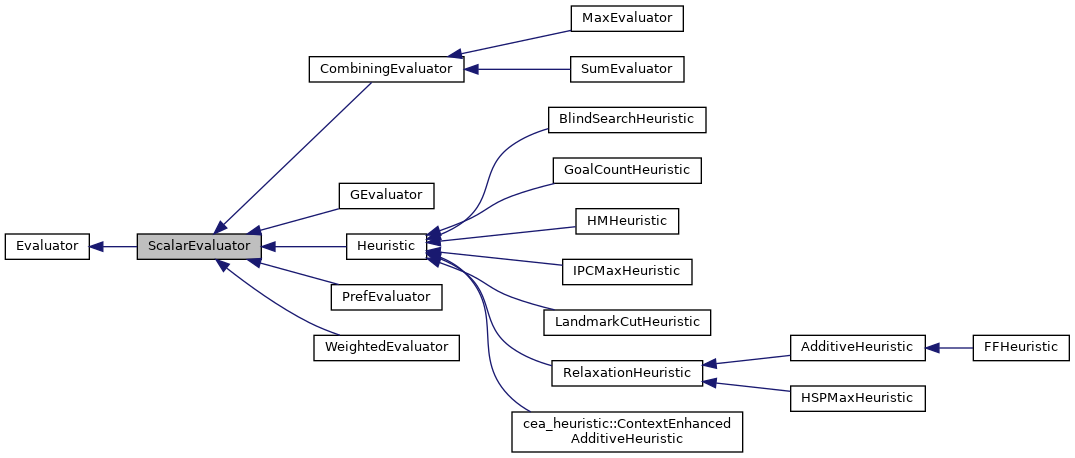 MaxEvaluator
CombiningEvaluator
SumEvaluator
BlindSearchHeuristic
GoalCountHeuristic
GEvaluator
HMHeuristic
Evaluator
ScalarEvaluator
Heuristic
IPCMaxHeuristic
PrefEvaluator
LandmarkCutHeuristic
WeightedEvaluator
AdditiveHeuristic
FFHeuristic
RelaxationHeuristic
HSPMaxHeuristic
cea_heuristic::ContextEnhanced
AdditiveHeuristic